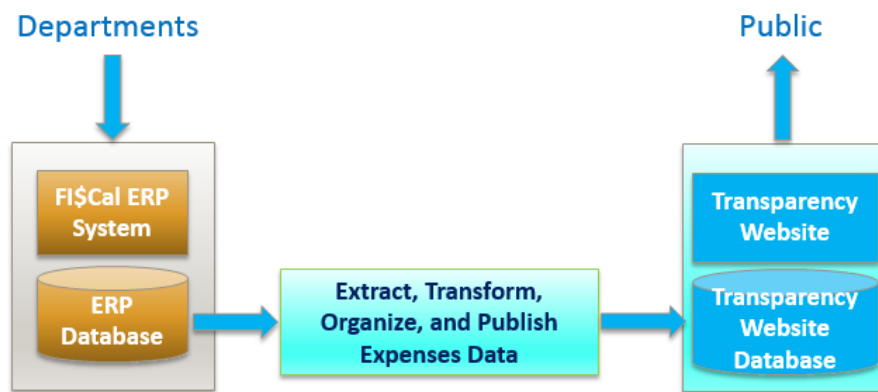 Departments
Public
FI$Cal ERP
System
ERP
Database
Extract, Transform,
Organize, and Publish
Expenses Data
Transparency
Website
Transparency
Website
Database